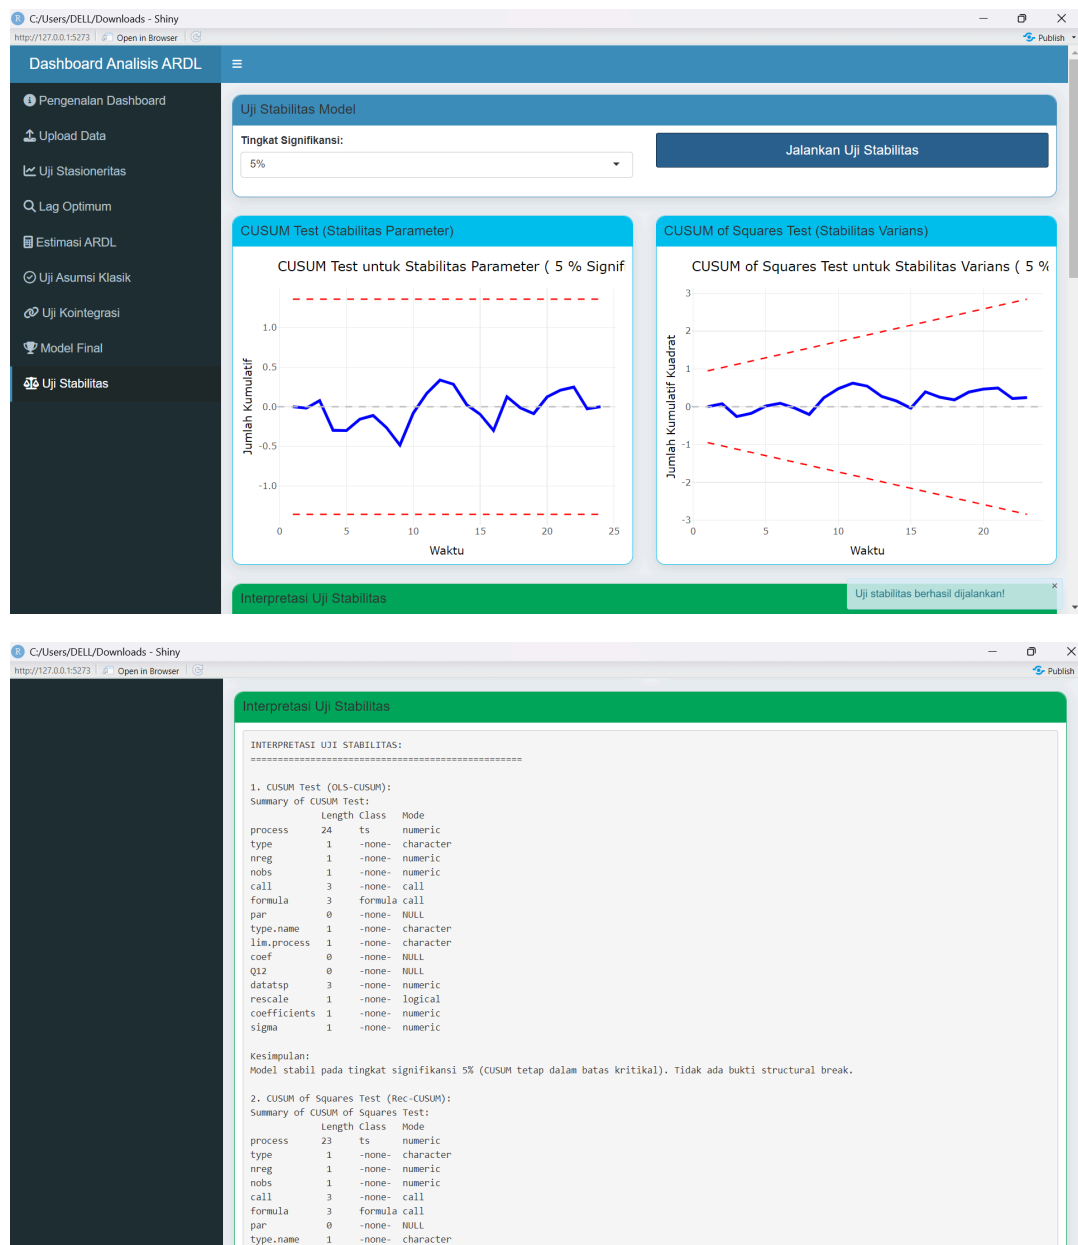 C:/Users/DELL/Downloads - Shiny
http://127.0.0.1:5273 Open in Browser
Publish
Dashboard Analisis ARDL
Pengenalan Dashboard
Upload Data
Uji Stasioneritas
Lag Optimum
Estimasi ARDL
Uji Asumsi Klasik
Uji Kointegrasi
Model Final
Uji Stabilitas
Uji Stabilitas Model
Tingkat Signifikansi:
5%
Jalankan Uji Stabilitas
CUSUM Test (Stabilitas Parameter)
CUSUM Test untuk Stabilitas Parameter ( 5 % Signif
1.0
0.5
0.0
-0.5
-1.0
Jumlah Kumulatif
0 5 10 15 20 25
Waktu
CUSUM of Squares Test (Stabilitas Varians)
CUSUM of Squares Test untuk Stabilitas Varians ( 5 %
3
2
1
0
-1
-2
-3
Jumlah Kumulatif Kuadrat
0 5 10 15 20
Waktu
Interpretasi Uji Stabilitas
Uji stabilitas berhasil dijalankan!
×
C:/Users/DELL/Downloads - Shiny
http://127.0.0.1:5273 Open in Browser
Publish
Interpretasi Uji Stabilitas
INTERPRETASI UJI STABILITAS:
==================================================
1. CUSUM Test (OLS-CUSUM):
Summary of CUSUM Test:
Length Class Mode
process 24 ts numeric
type 1 -none- character
nreg 1 -none- numeric
nobs 1 -none- numeric
call 3 -none- call
formula 3 formula call
par 0 -none- NULL
type.name 1 -none- character
lim.process 1 -none- character
coef 0 -none- NULL
Q12 0 -none- NULL
datatsp 3 -none- numeric
rescale 1 -none- logical
coefficients 1 -none- numeric
sigma 1 -none- numeric
Kesimpulan:
Model stabil pada tingkat signifikansi 5% (CUSUM tetap dalam batas kritikal). Tidak ada bukti structural break.
2. CUSUM of Squares Test (Rec-CUSUM):
Summary of CUSUM of Squares Test:
Length Class Mode
process 23 ts numeric
type 1 -none- character
nreg 1 -none- numeric
nobs 1 -none- numeric
call 3 -none- call
formula 3 formula call
par 0 -none- NULL
type.name 1 -none- character